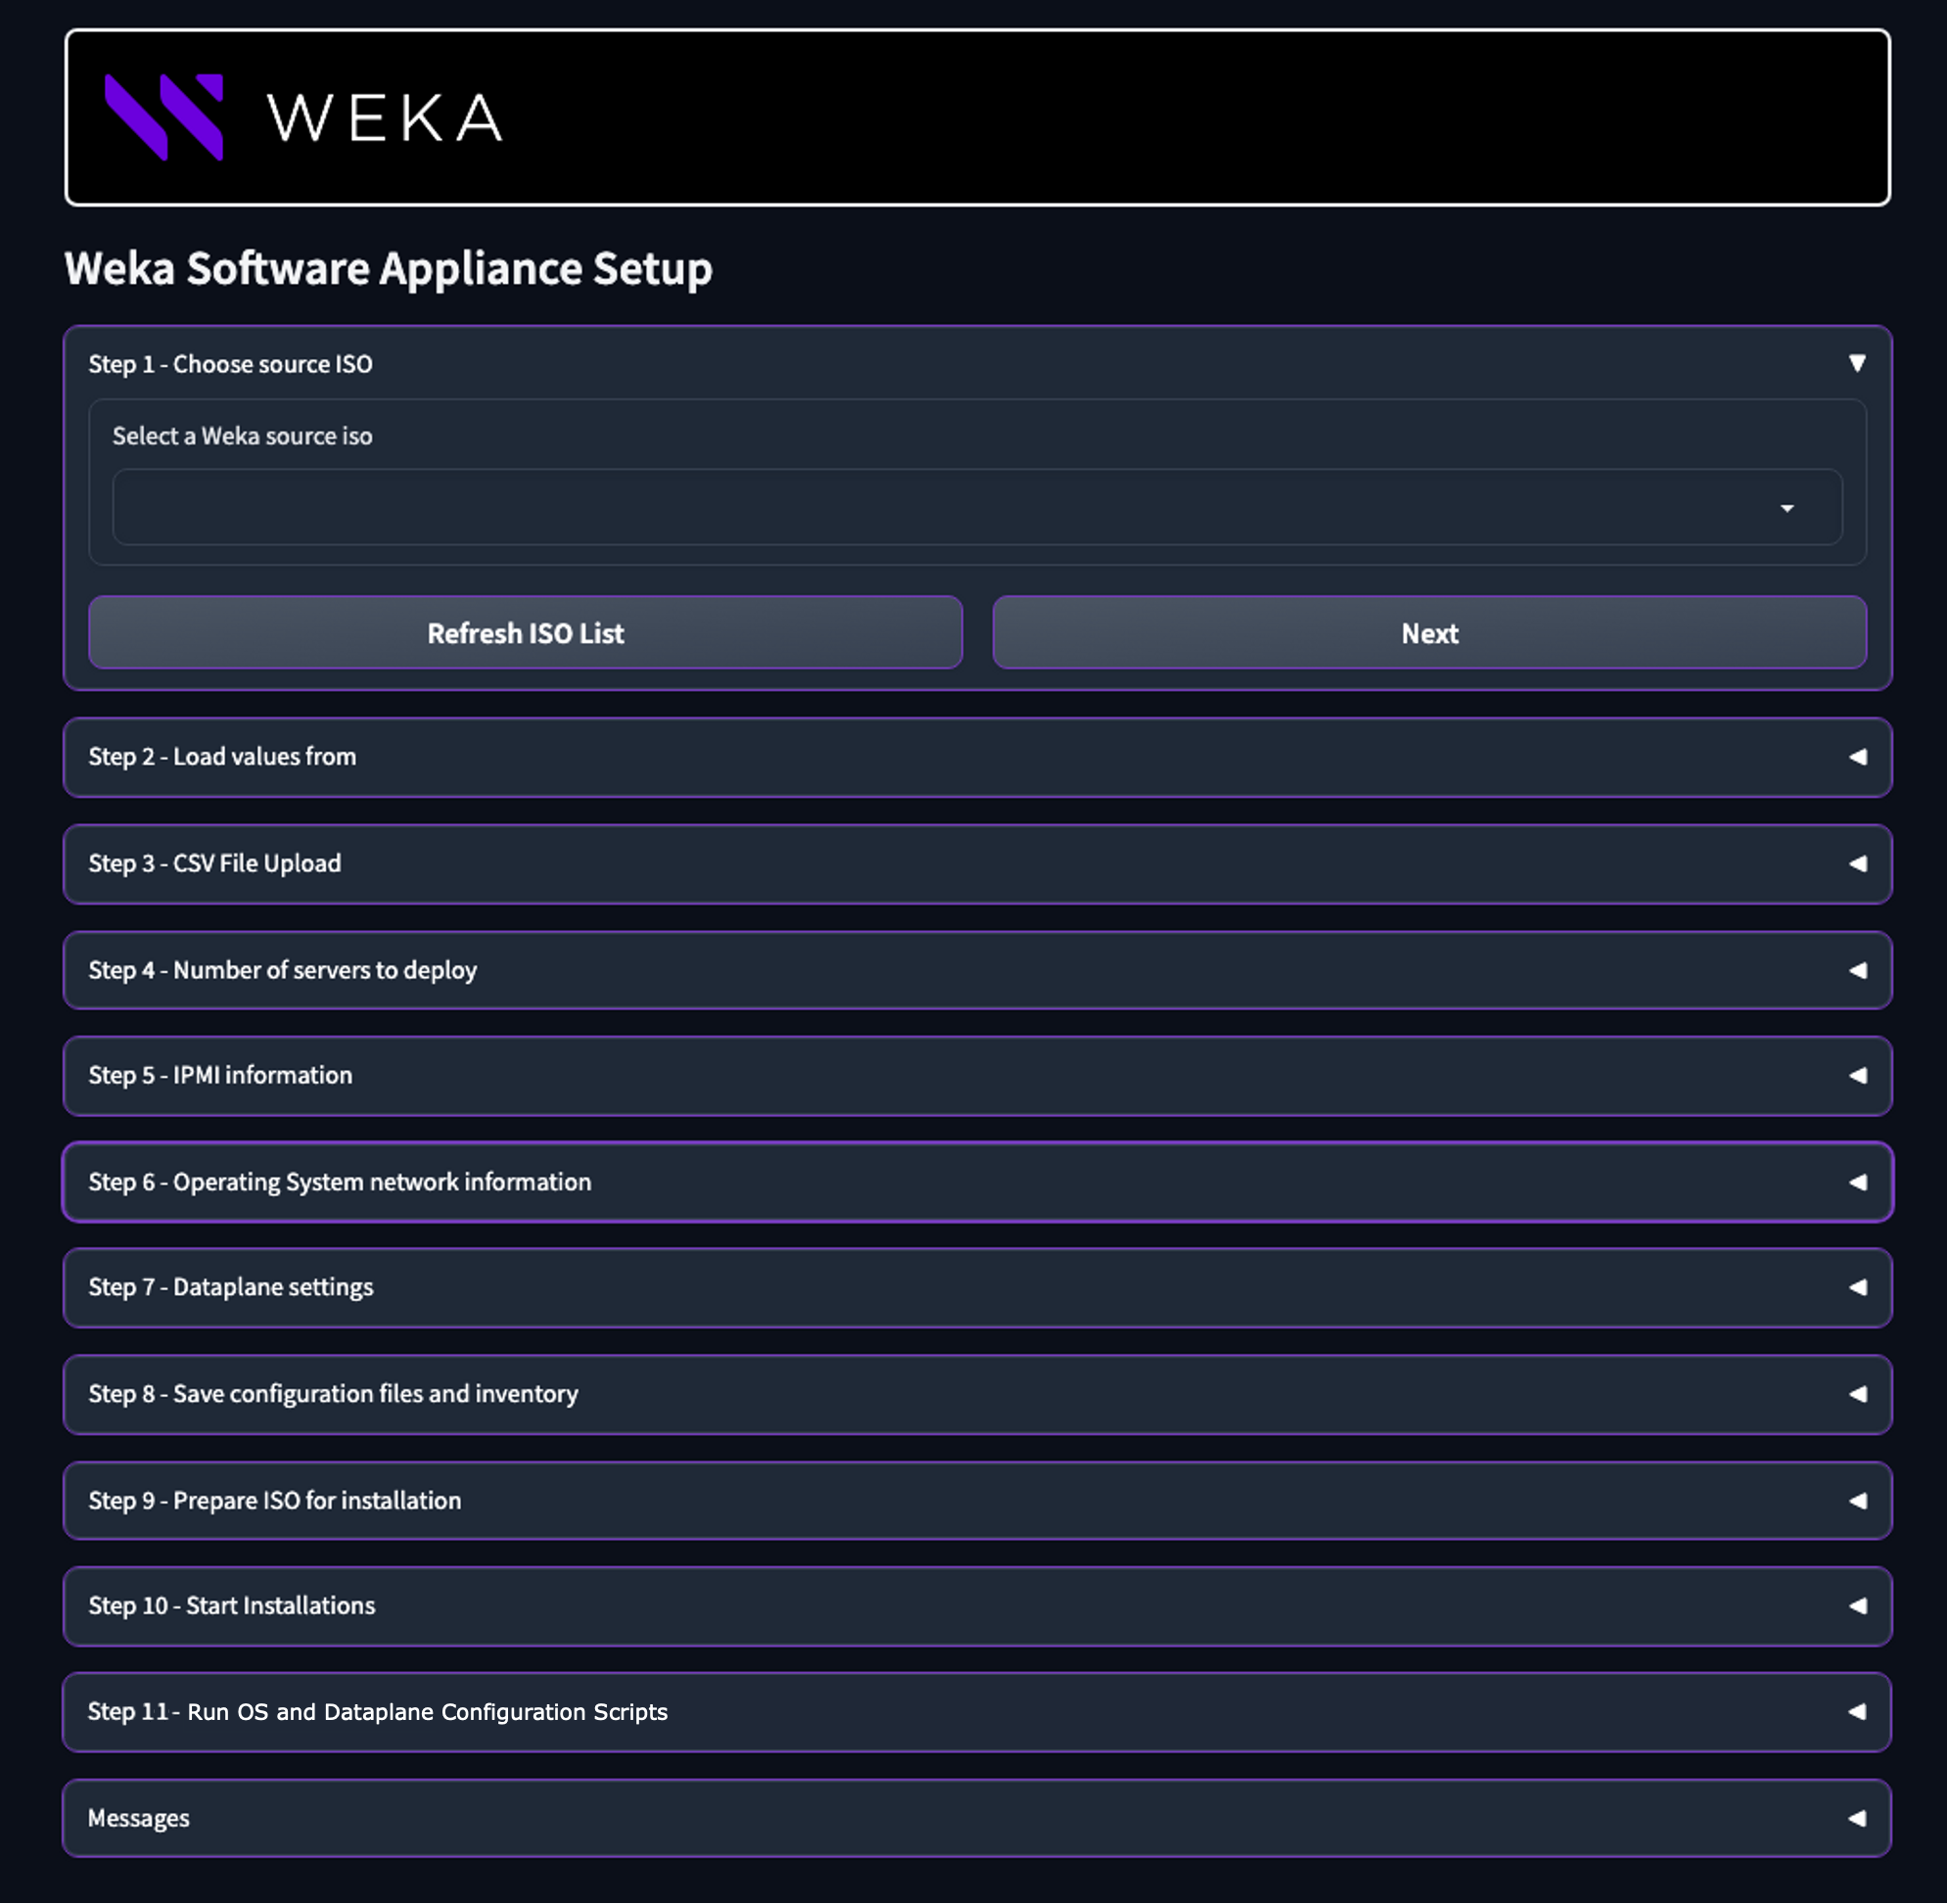 WEKA
Weka Software Appliance Setup
Step 1 - Choose source ISO
Select a Weka source iso
Refresh ISO List
Next
Step 2 - Load values from
Step 3 - CSV File Upload
Step 4 - Number of servers to deploy
Step 5 - IPMI information
Step 6 - Operating System network information
Step 7 - Dataplane settings
Step 8 - Save configuration files and inventory
Step 9 - Prepare ISO for installation
Step 10 - Start Installations
Step 11- Run OS and Dataplane Configuration Scripts
Messages